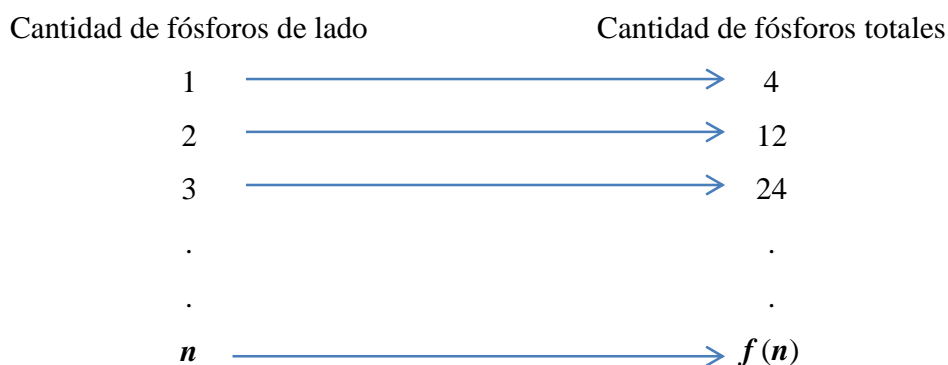 Cantidad de fósforos de lado Cantidad de fósforos totales
1 4
2 12
3 24
. .
. .
n f (n)